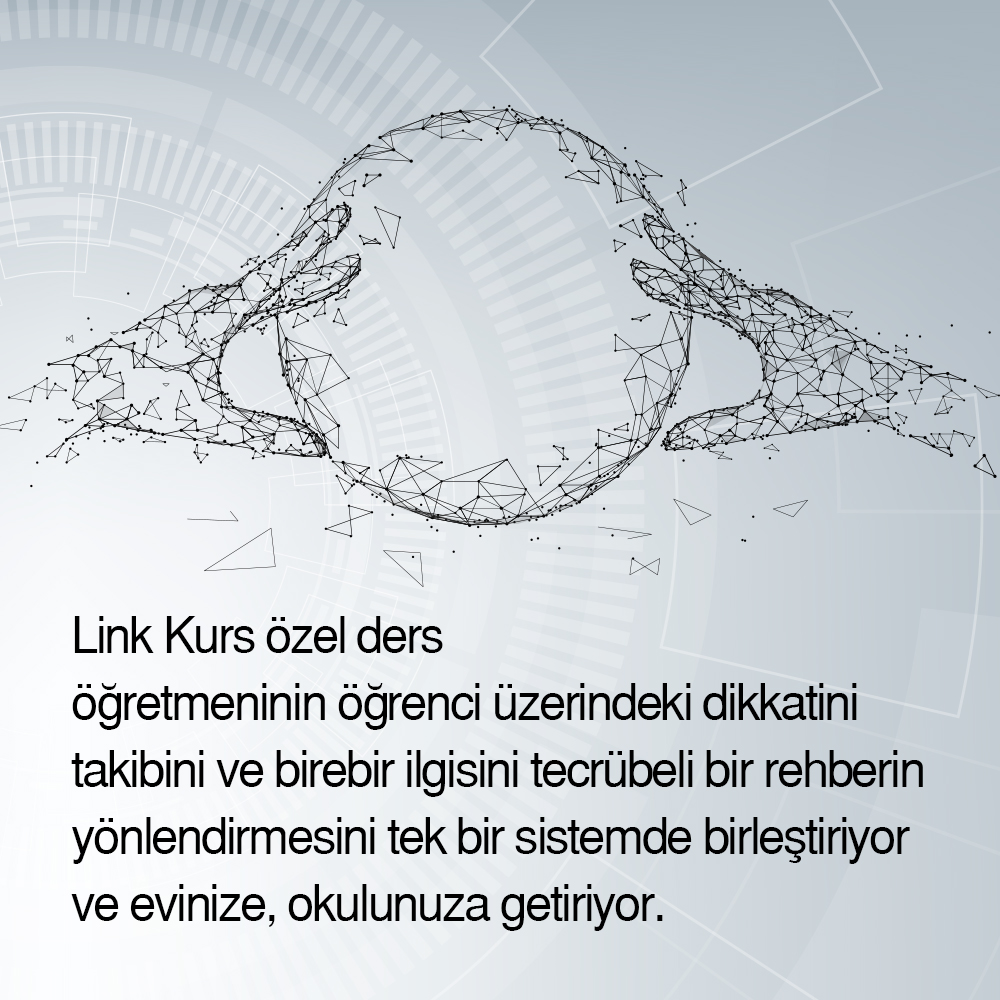 Link Kurs özel ders
öğretmeninin öğrenci üzerindeki dikkatini
takibini ve birebir ilgisini tecrübeli bir rehberin
yönlendirmesini tek bir sistemde birleştiriyor
ve evinize, okulunuza getiriyor.